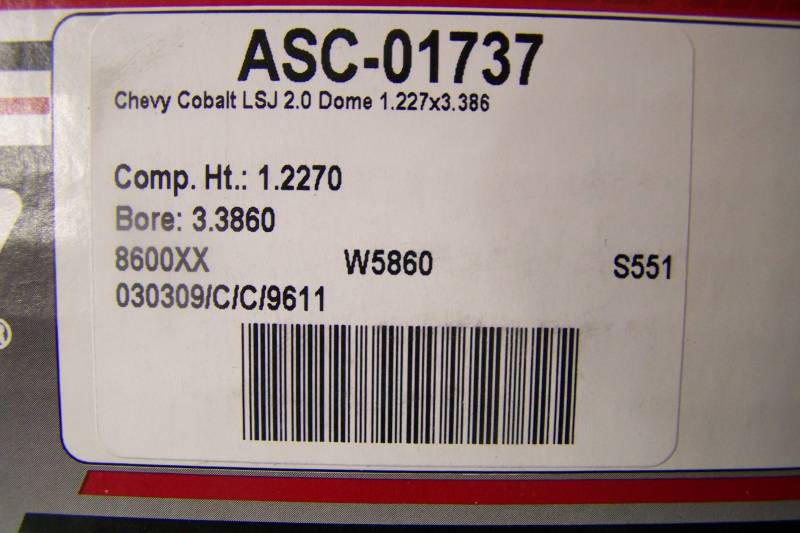 ASC-01737
Chevy Cobalt LSJ 2.0 Dome 1.227x3.386
Comp. Ht.: 1.2270
Bore: 3.3860
8600XX W5860 S551
030309/C/C/9611
®